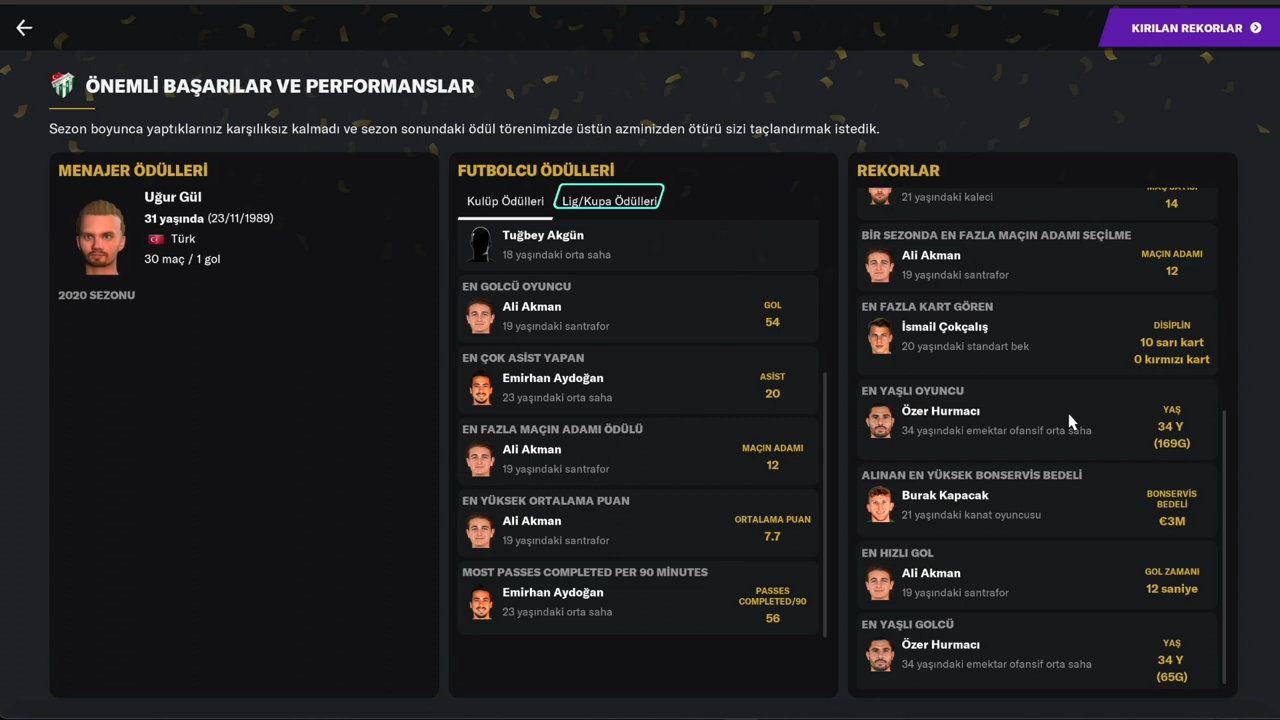 KIRILAN REKORLAR
ÖNEMLİ BAŞARILAR VE PERFORMANSLAR
Sezon boyunca yaptıklarınız karşılıksız kalmadı ve sezon sonundaki ödül törenimizde üstün azminizden ötürü sizi taçlandırmak istedik.
MENAJER ÖDÜLLERİ
Uğur Gül
31 yaşında (23/11/1989)
Türk
30 maç / 1 gol
2020 SEZONU
FUTBOLCU ÖDÜLLERİ
Kulüp Ödülleri
Lig/Kupa Ödülleri
Tuğbey Akgün
18 yaşındaki orta saha
EN GOLCÜ OYUNCU
Ali Akman
19 yaşındaki santrafor
GOL
54
EN ÇOK ASİST YAPAN
Emirhan Aydoğan
23 yaşındaki orta saha
ASİST
20
EN FAZLA MAÇIN ADAMI ÖDÜLÜ
Ali Akman
19 yaşındaki santrafor
MAÇIN ADAMI
12
EN YÜKSEK ORTALAMA PUAN
Ali Akman
19 yaşındaki santrafor
ORTALAMA PUAN
7.7
MOST PASSES COMPLETED PER 90 MİNUTES
Emirhan Aydoğan
23 yaşındaki orta saha
PASSES
COMPLETED/90
56
REKORLAR
21 yaşındaki kaleci
MAÇ SAYISI
14
BİR SEZONDA EN FAZLA MAÇIN ADAMI SEÇİLME
Ali Akman
19 yaşındaki santrafor
MAÇIN ADAMI
12
EN FAZLA KART GÖREN
İsmail Çokçalış
20 yaşındaki standart bek
DİSİPLİN
10 sarı kart
0 kırmızı kart
EN YAŞLI OYUNCU
Özer Hurmacı
34 yaşındaki emektar ofansif orta saha
YAŞ
34 Y
(169G)
ALINAN EN YÜKSEK BONSERVİS BEDELİ
Burak Kapacak
21 yaşındaki kanat oyuncusu
BONSERVİS
BEDELİ
€3M
EN HIZLI GOL
Ali Akman
19 yaşındaki santrafor
GOL ZAMANI
12 saniye
EN YAŞLI GOLCÜ
Özer Hurmacı
34 yaşındaki emektar ofansif orta saha
YAŞ
34 Y
(65G)